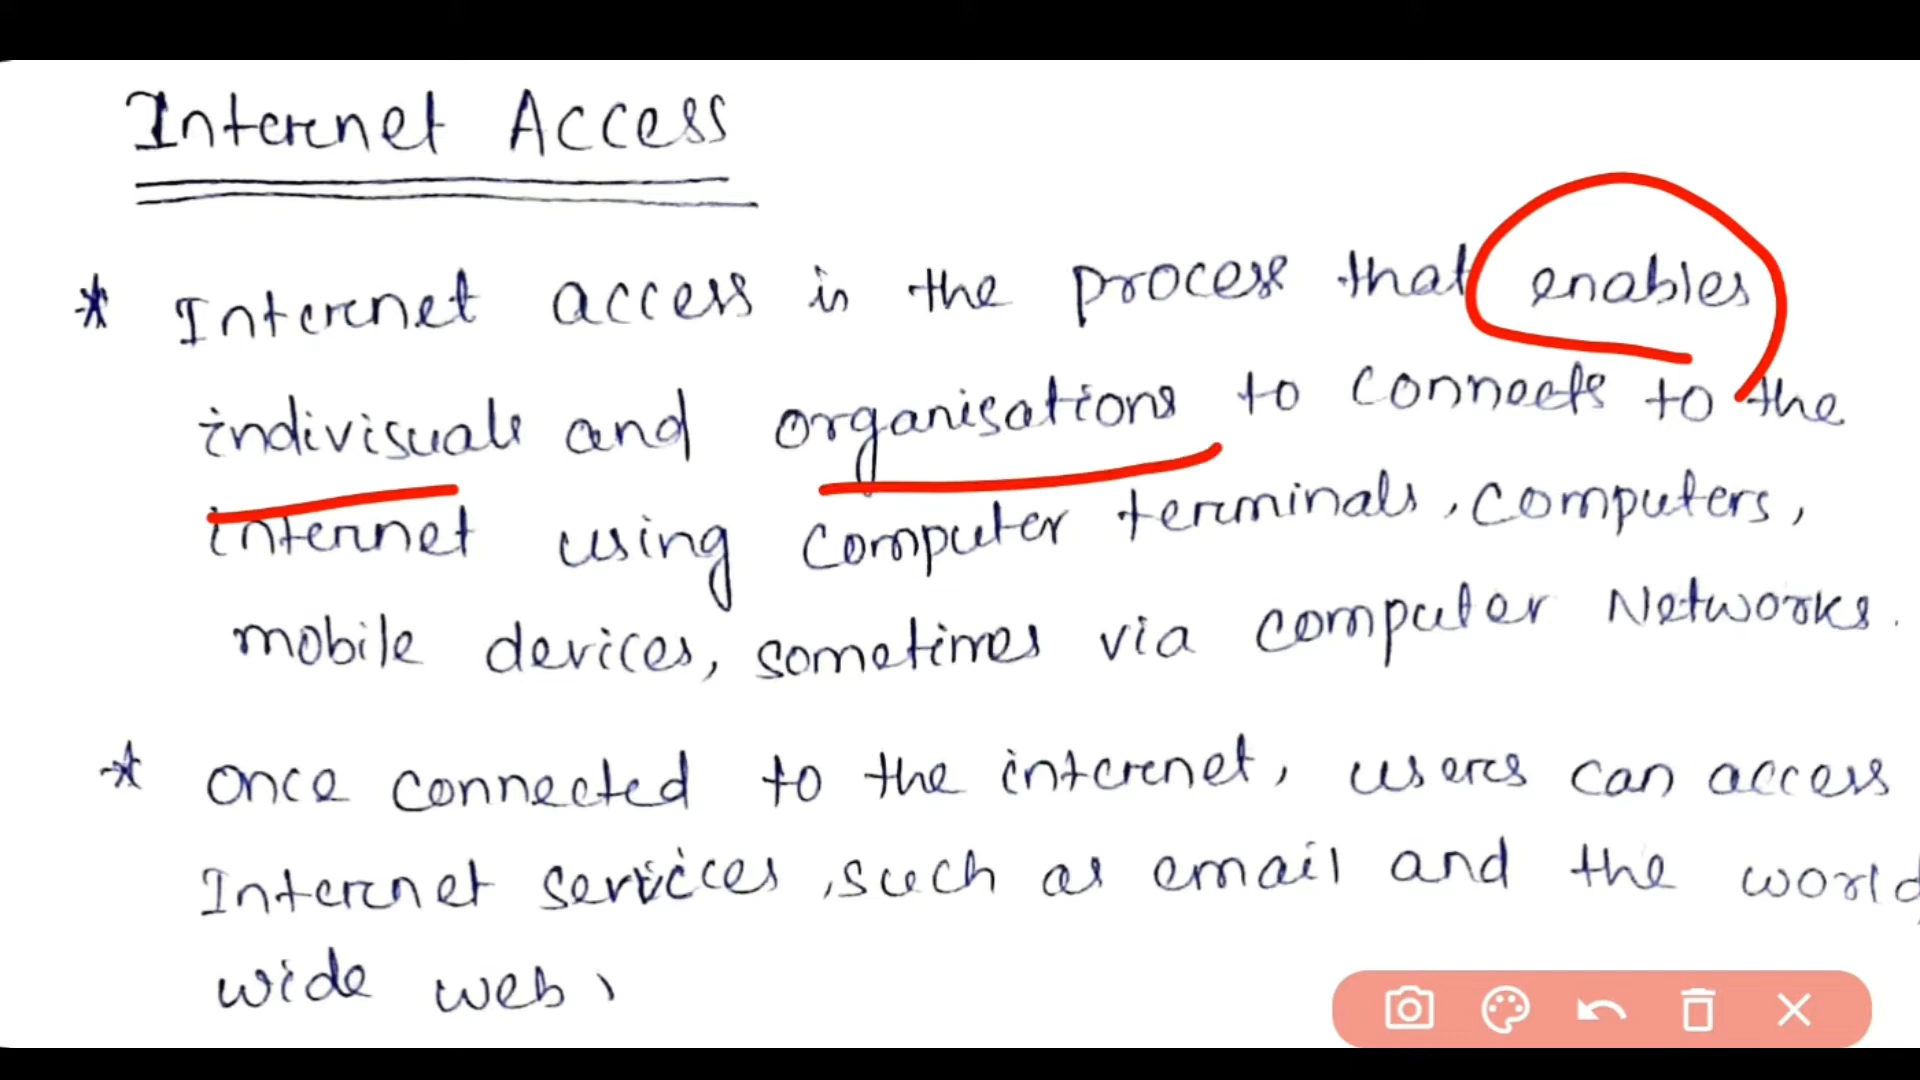 Internet Access
* Internet access is the process that enables
indivisuals and organisations to connects to the
internet using computer terminals, computers,
mobile devices, sometimes via computer Networks.
* once connected to the internet, users can access
Internet services, such as email and the world
wide web,